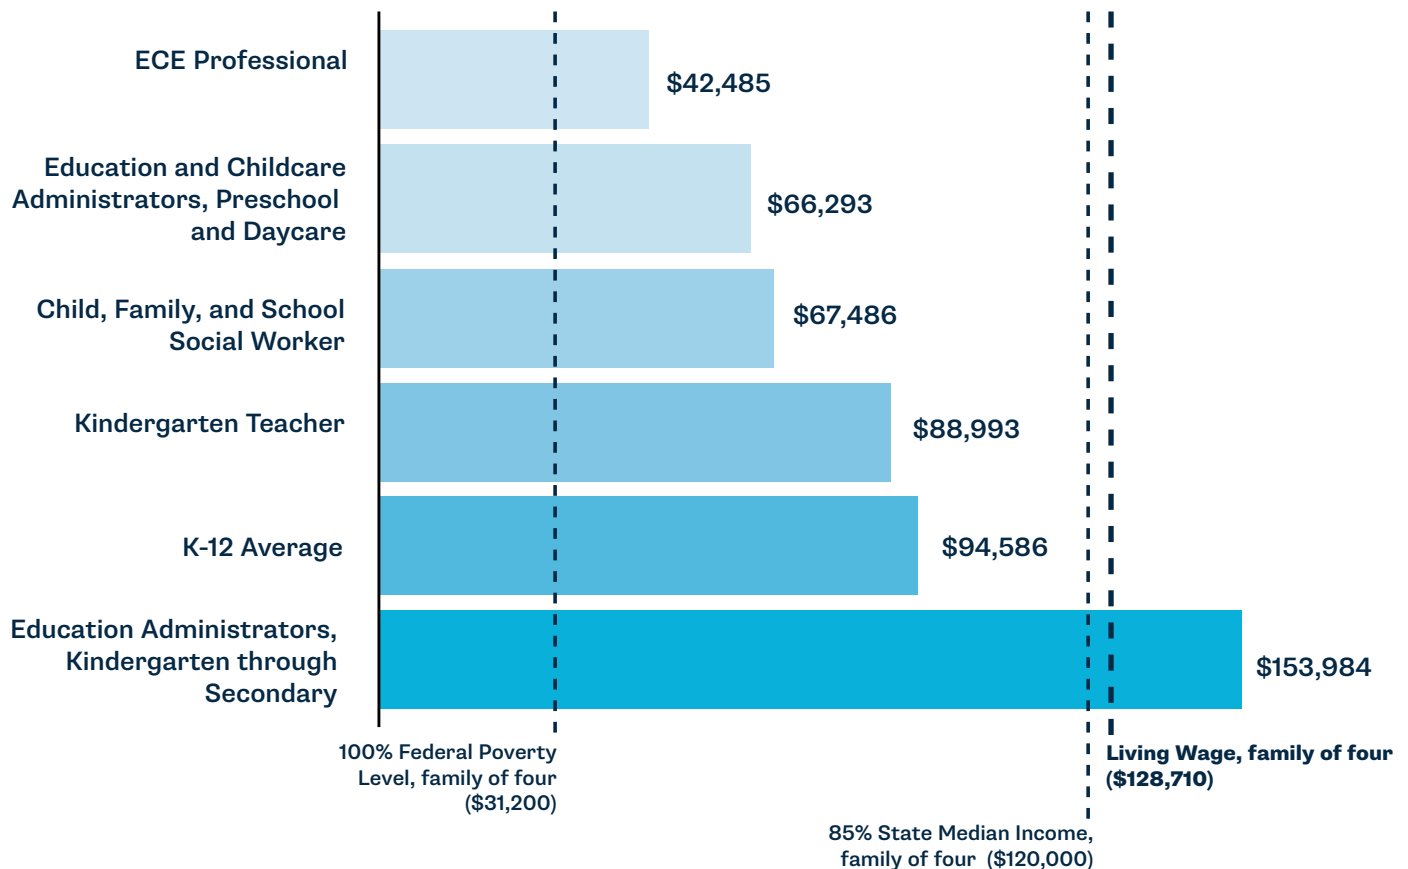 ECE Professional
$42,485
Education and Childcare
Administrators, Preschool
and Daycare
$66,293
Child, Family, and School
Social Worker
$67,486
Kindergarten Teacher
$88,993
K-12 Average
$94,586
Education Administrators,
Kindergarten through
Secondary
$153,984
100% Federal Poverty
Level, family of four
($31,200)
Living Wage, family of four
($128,710)
85% State Median Income,
family of four ($120,000)